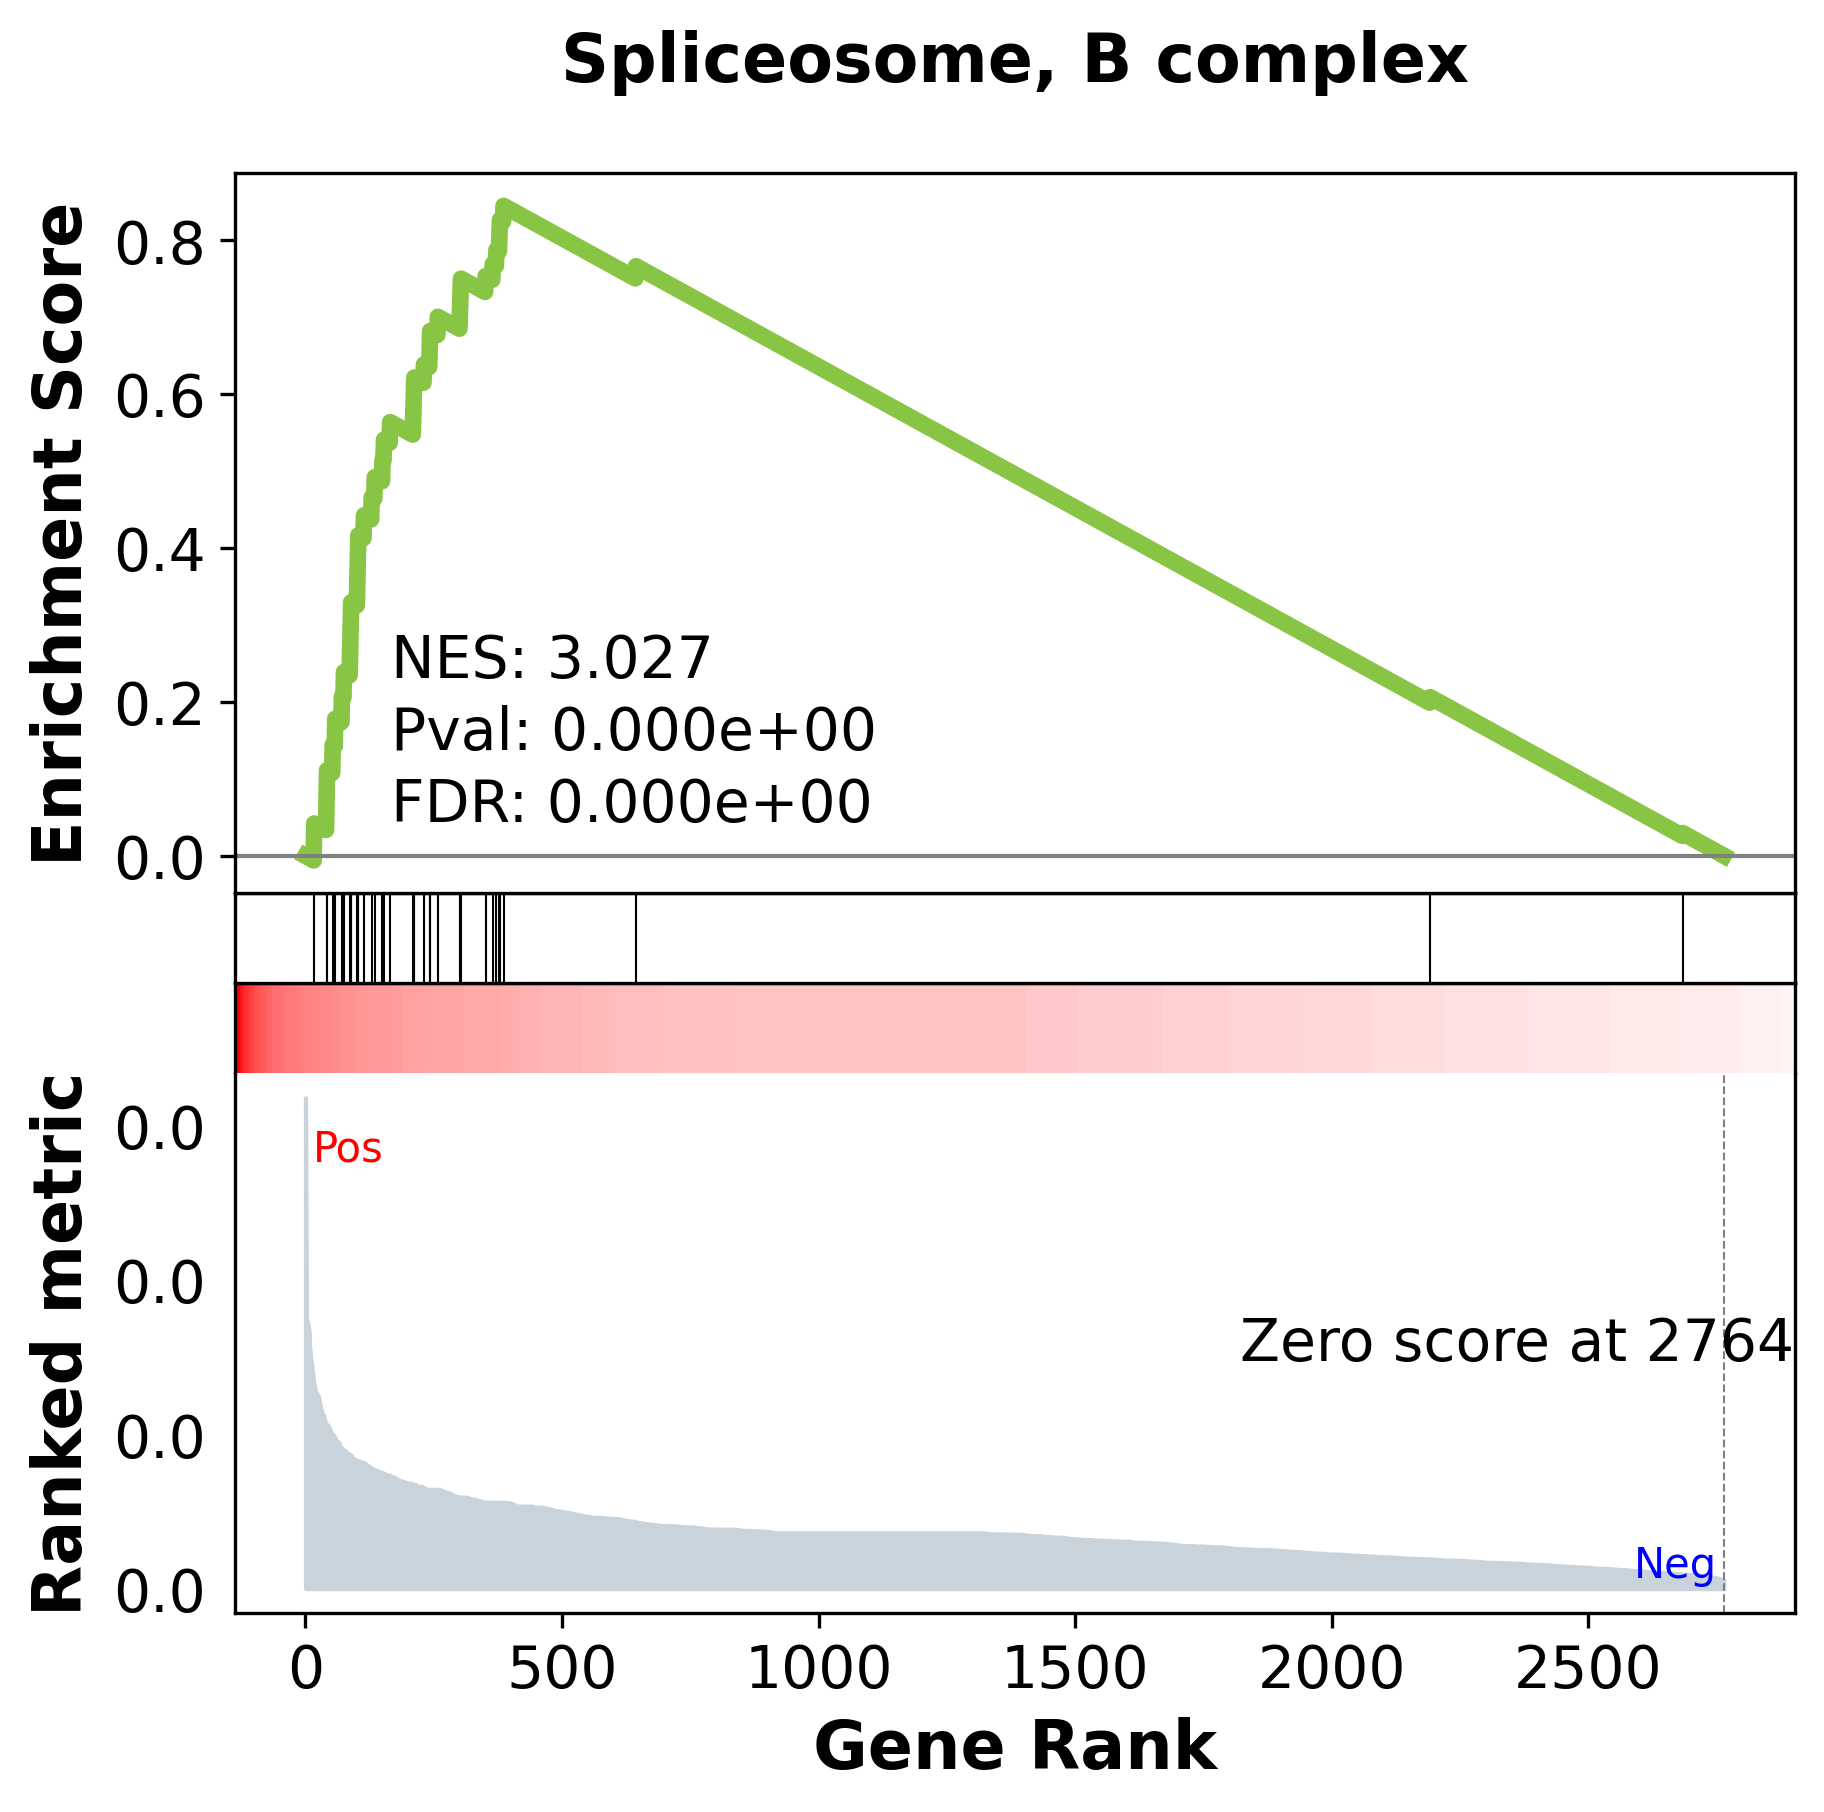 Spliceosome, B complex
Enrichment Score
0.8
0.6
0.4
0.2
0.0
NES: 3.027
Pval: 0.000e+00
FDR: 0.000e+00
Ranked metric
0.0
0.0
0.0
0.0
Pos
Zero score at 2764
Neg
0 500 1000 1500 2000 2500
Gene Rank